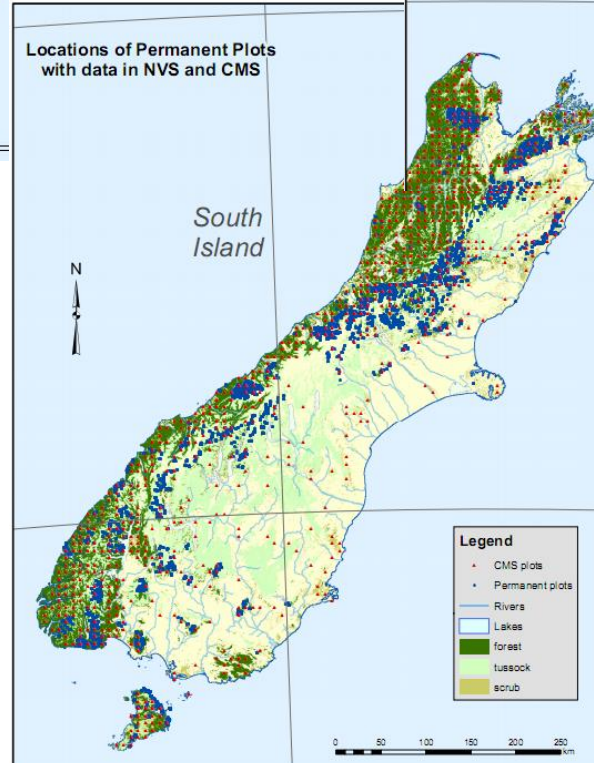 Locations of Permanent Plots
with data in NVS and CMS
South
Island
N
Legend
CMS plots
Permanent plots
Rivers
Lakes
forest
tussock
scrub
0 50 100 150 200 250
km